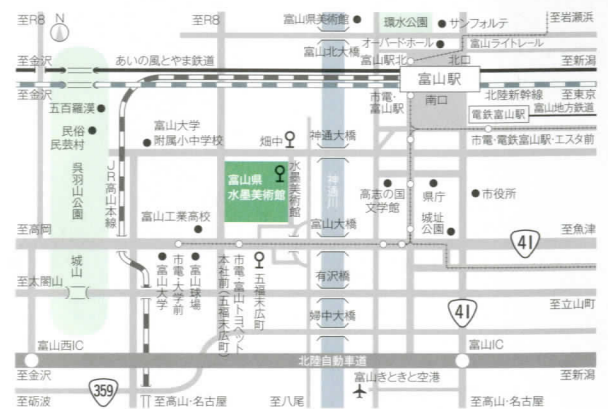 至R8
N
至R8
富山県美術館
環水公園
サンフォルテ
至岩瀬浜
オーバードホール
富山北大橋
富山ライトレール
至金沢
あいの風とやま鉄道
富山駅北
北口
至新潟
富山駅
至金沢
北陸新幹線
至東京
五百羅漢
市電・
富山駅
南口
富山地方鉄道
電鉄富山駅
民俗
民芸村
富山大学
附属小中学校
畑中
神通大橋
市電・電鉄富山駅・エスタ前
呉羽山公園
JR高山本線
富山県
水墨美術館
水墨美術館
神通川
高志の国
文学館
県庁
市役所
富山工業高校
城址
公園
至高岡
富山大橋
41
至魚津
城山
富山大学
市電・大学前
富山球場
市電・富山トヨペット
本社前(五福末広町)
五福末広町
有沢橋
至太閤山
婦中大橋
41
至立山町
富山西IC
富山IC
北陸自動車道
至金沢
359
富山きときと空港
至新潟
至砺波
至高山・名古屋
至八尾
至高山・名古屋